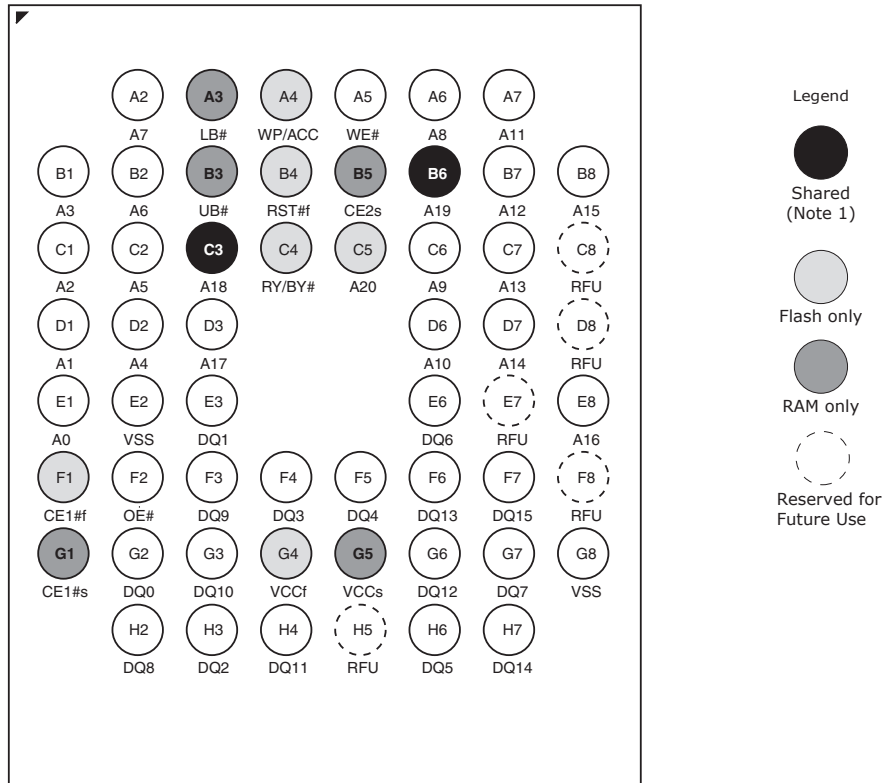 A2 A3 A4 A5 A6 A7
A7 LB# WP/ACC WE# A8 A11
B1 B2 B3 B4 B5 B6 B7 B8
A3 A6 UB# RST#f CE2s A19 A12 A15
C1 C2 C3 C4 C5 C6 C7 C8
A2 A5 A18 RY/BY# A20 A9 A13 RFU
D1 D2 D3 D6 D7 D8
A1 A4 A17 A10 A14 RFU
E1 E2 E3 E6 E7 E8
A0 VSS DQ1 DQ6 RFU A16
F1 F2 F3 F4 F5 F6 F7 F8
CE1#f OE# DQ9 DQ3 DQ4 DQ13 DQ15 RFU
G1 G2 G3 G4 G5 G6 G7 G8
CE1#s DQ0 DQ10 VCCf VCCs DQ12 DQ7 VSS
H2 H3 H4 H5 H6 H7
DQ8 DQ2 DQ11 RFU DQ5 DQ14
Legend
Shared
(Note 1)
Flash only
RAM only
Reserved for
Future Use